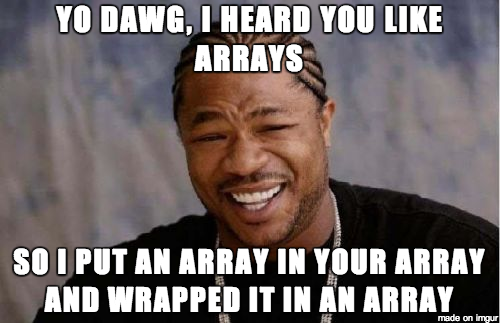 YO DAWG, I HEARD YOU LIKE
ARRAYS
SO I PUT AN ARRAY IN YOUR ARRAY
AND WRAPPED IT IN AN ARRAY
made on imgur